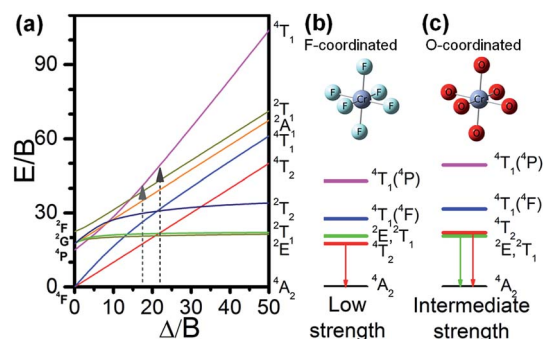 (a)
E/B
90
60
30
0
²F
²G
⁴P
⁴F
0 10 20 30 40 50
Δ/B
⁴T₁
²T₁
²A₁
⁴T₁
⁴T₂
²T₂
²T₁
²E
⁴A₂
(b)
F-coordinated
F
F
F
Cr
F
F
F
⁴T₁(⁴P)
⁴T₁(⁴F)
²E,²T₁
⁴T₂
⁴A₂
Low
strength
(c)
O-coordinated
O
O
O
Cr
O
O
O
⁴T₁(⁴P)
⁴T₁(⁴F)
⁴T₂
²E,²T₁
⁴A₂
Intermediate
strength